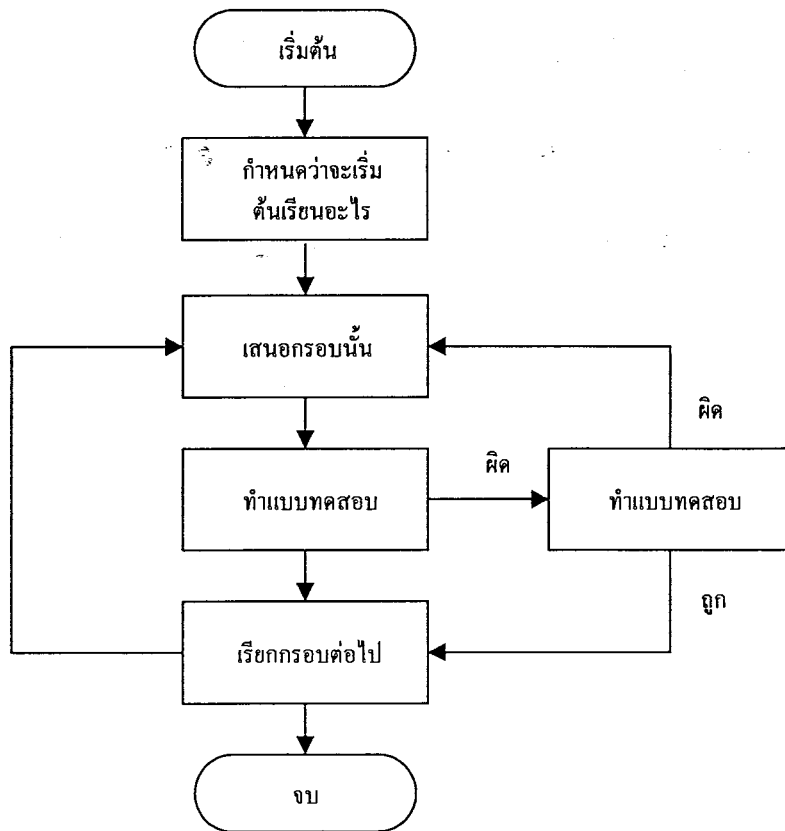 เริ่มต้น
กำหนดว่าจะเริ่ม
ต้นเรียนอะไร
เสนอกรอบนั้น
ผิด
ทำแบบทดสอบ
ผิด
ทำแบบทดสอบ
ถูก
เรียกกรอบต่อไป
จบ